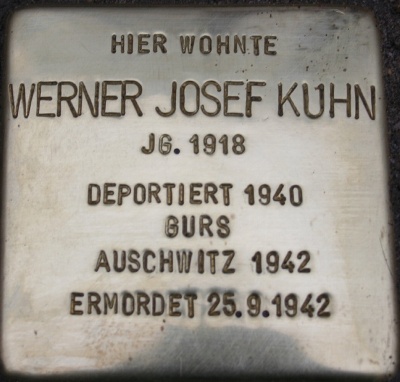 HIER WOHNTE
WERNER JOSEF KUHN
JG. 1918
DEPORTIERT 1940
GURS
AUSCHWITZ 1942
ERMORDET 25.9.1942